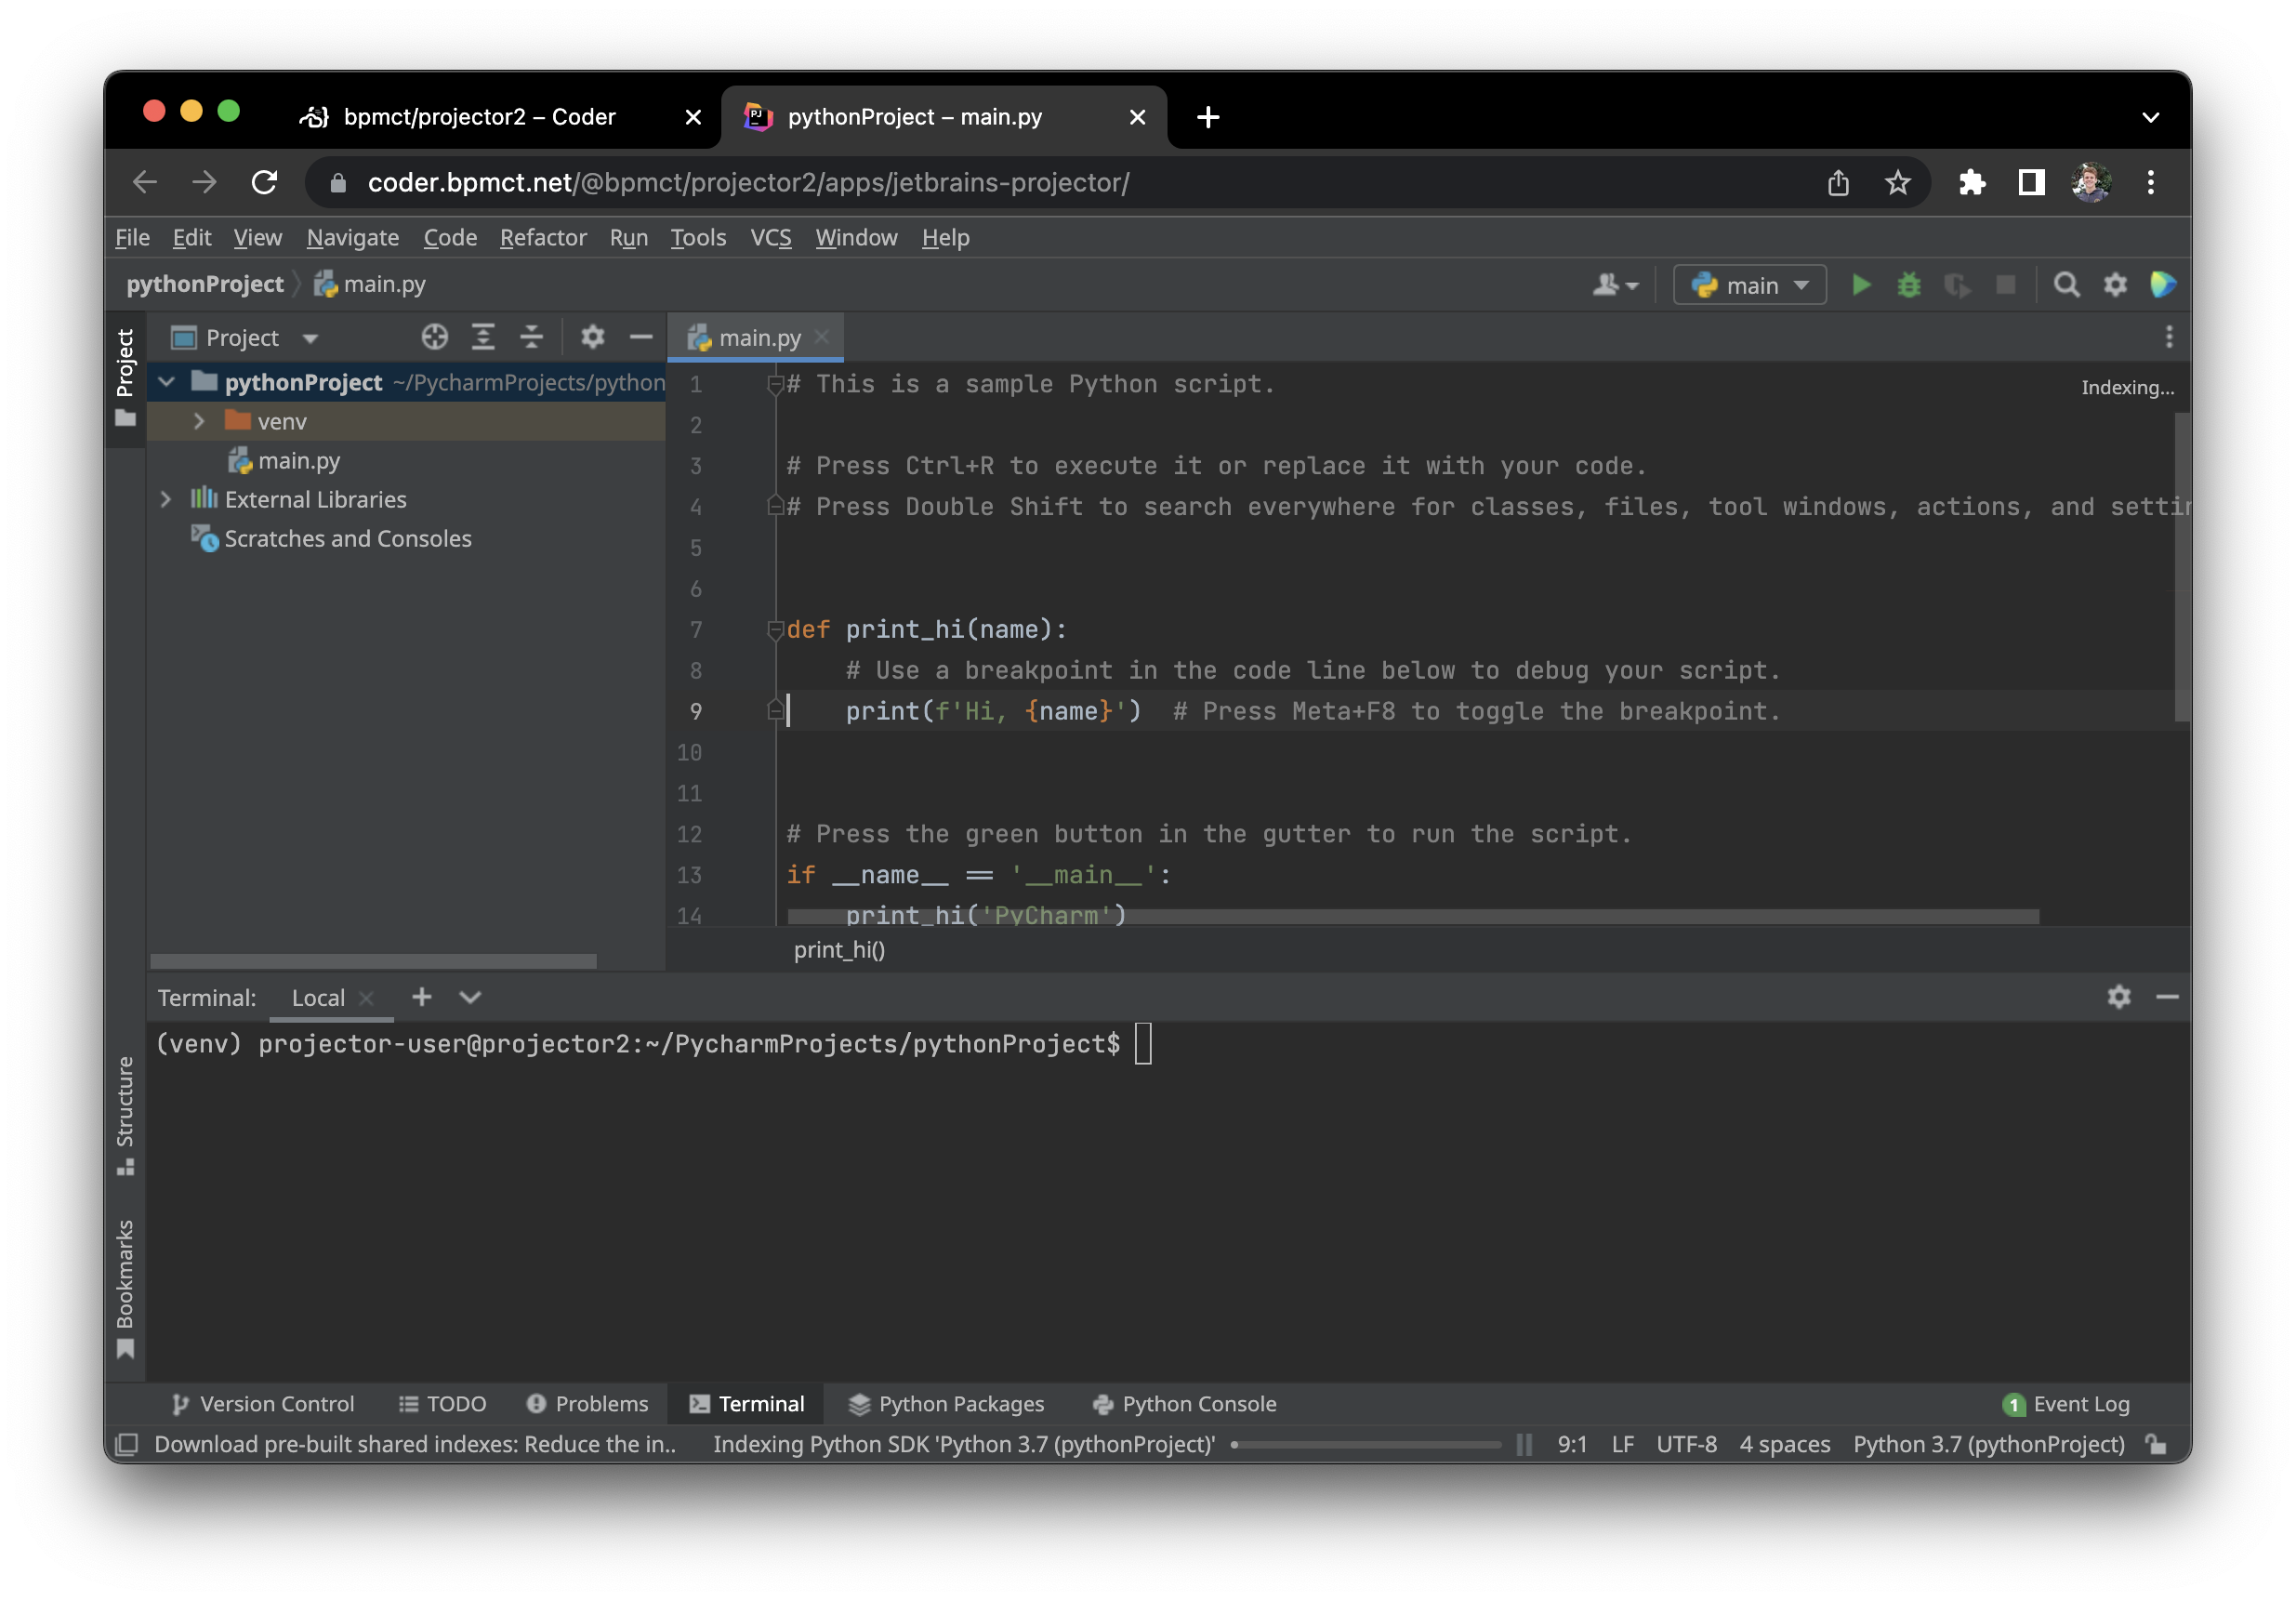 bpmct/projector2 – Coder
pythonProject – main.py
coder.bpmct.net/@bpmct/projector2/apps/jetbrains-projector/
File Edit View Navigate Code Refactor Run Tools VCS Window Help
pythonProject main.py
main
Project
Project
main.py
pythonProject ~/PycharmProjects/python
venv
main.py
External Libraries
Scratches and Consoles
Indexing...
1 # This is a sample Python script.
2
3 # Press Ctrl+R to execute it or replace it with your code.
4 # Press Double Shift to search everywhere for classes, files, tool windows, actions, and settin
5
6
7 def print_hi(name):
8     # Use a breakpoint in the code line below to debug your script.
9     print(f'Hi, {name}')  # Press Meta+F8 to toggle the breakpoint.
10
11
12 # Press the green button in the gutter to run the script.
13 if __name__ == '__main__':
14     print_hi('PyCharm')
print_hi()
Terminal: Local
(venv) projector-user@projector2:~/PycharmProjects/pythonProject$
Structure
Bookmarks
Version Control TODO Problems Terminal Python Packages Python Console 1 Event Log
Download pre-built shared indexes: Reduce the in.. Indexing Python SDK 'Python 3.7 (pythonProject)' 9:1 LF UTF-8 4 spaces Python 3.7 (pythonProject)